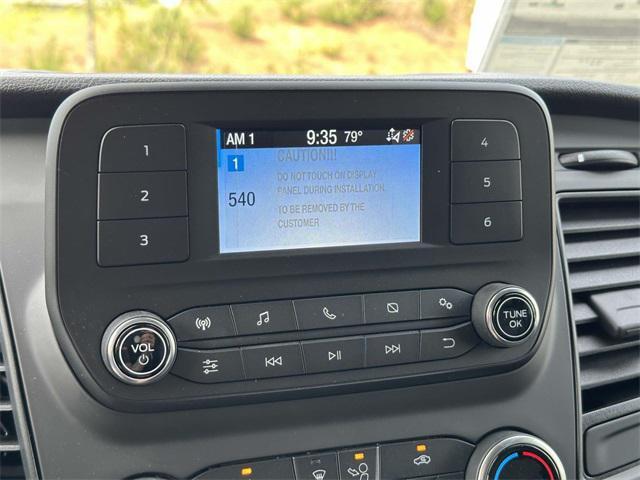 AM 1 9:35 79°
1
540
CAUTION!!!
DO NOT TOUCH ON DISPLAY
PANEL DURING INSTALLATION.
TO BE REMOVED BY THE
CUSTOMER
1
2
3
4
5
6
VOL
TUNE
OK